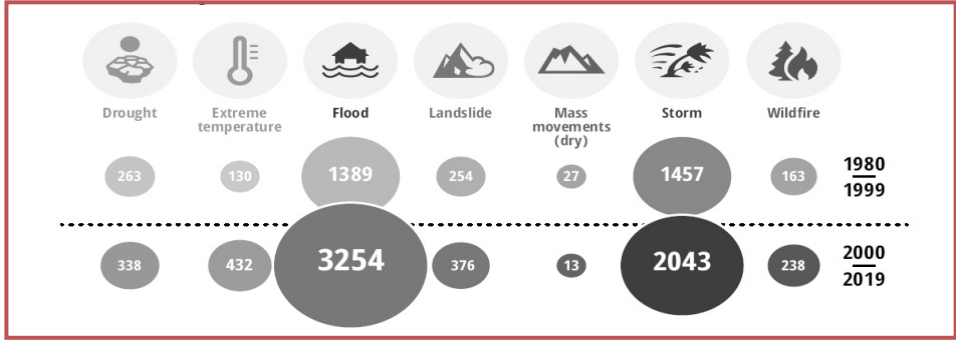 Drought
Extreme
temperature
Flood
Landslide
Mass
movements
(dry)
Storm
Wildfire
263
130
1389
254
27
1457
163
1980
1999
338
432
3254
376
13
2043
238
2000
2019